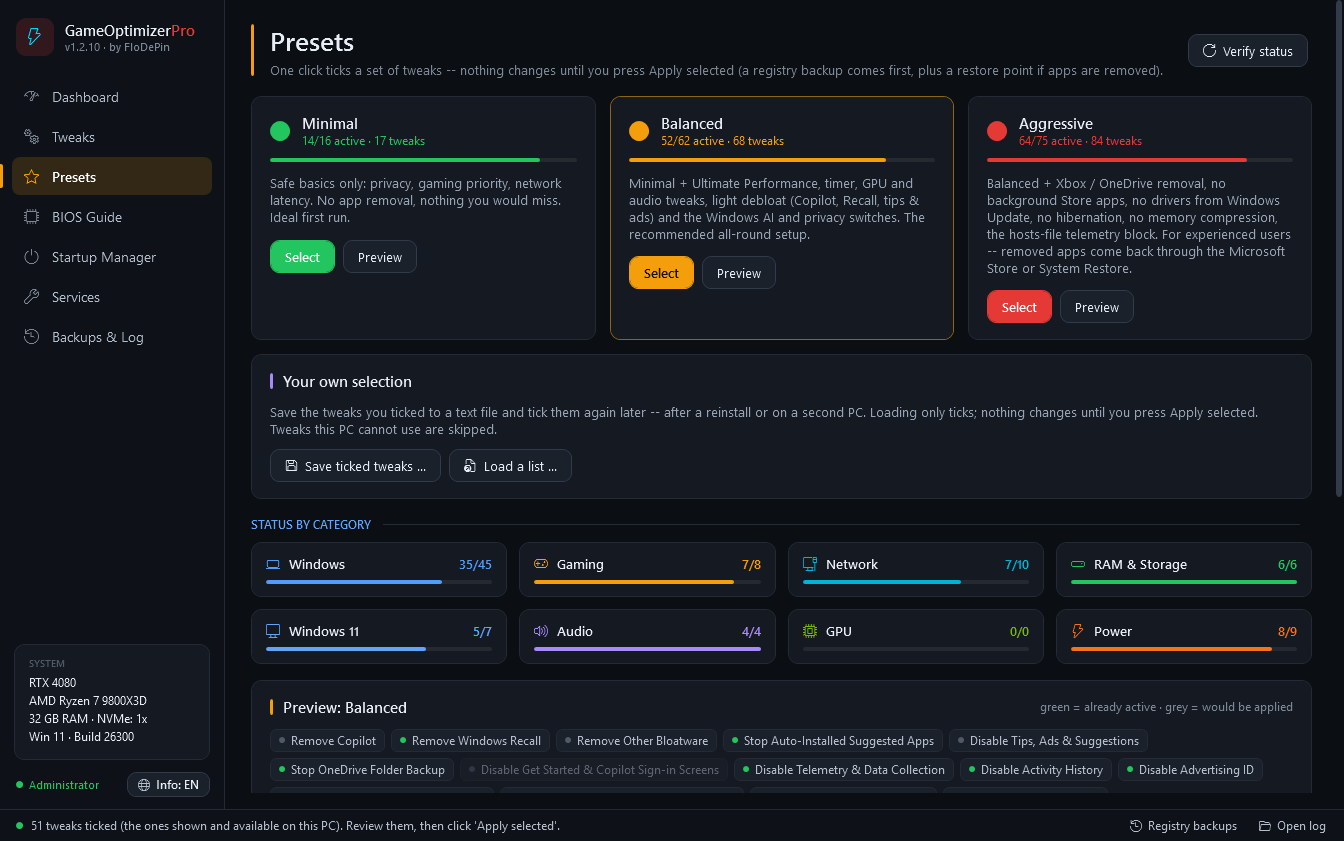 GameOptimizerPro
v1.2.10 · by FloDePin
Dashboard
Tweaks
Presets
BIOS Guide
Startup Manager
Services
Backups & Log
SYSTEM
RTX 4080
AMD Ryzen 7 9800X3D
32 GB RAM · NVMe: 1x
Win 11 · Build 26300
Administrator
Info: EN
Presets
One click ticks a set of tweaks -- nothing changes until you press Apply selected (a registry backup comes first, plus a restore point if apps are removed).
Verify status
Minimal
14/16 active · 17 tweaks
Safe basics only: privacy, gaming priority, network
latency. No app removal, nothing you would miss.
Ideal first run.
Select
Preview
Balanced
52/62 active · 68 tweaks
Minimal + Ultimate Performance, timer, GPU and
audio tweaks, light debloat (Copilot, Recall, tips &
ads) and the Windows AI and privacy switches. The
recommended all-round setup.
Select
Preview
Aggressive
64/75 active · 84 tweaks
Balanced + Xbox / OneDrive removal, no
background Store apps, no drivers from Windows
Update, no hibernation, no memory compression,
the hosts-file telemetry block. For experienced users
-- removed apps come back through the Microsoft
Store or System Restore.
Select
Preview
Your own selection
Save the tweaks you ticked to a text file and tick them again later -- after a reinstall or on a second PC. Loading only ticks; nothing changes until you press Apply selected.
Tweaks this PC cannot use are skipped.
Save ticked tweaks ...
Load a list ...
STATUS BY CATEGORY
Windows 35/45
Gaming 7/8
Network 7/10
RAM & Storage 6/6
Windows 11 5/7
Audio 4/4
GPU 0/0
Power 8/9
Preview: Balanced
green = already active · grey = would be applied
Remove Copilot
Remove Windows Recall
Remove Other Bloatware
Stop Auto-Installed Suggested Apps
Disable Tips, Ads & Suggestions
Stop OneDrive Folder Backup
Disable Get Started & Copilot Sign-in Screens
Disable Telemetry & Data Collection
Disable Activity History
Disable Advertising ID
51 tweaks ticked (the ones shown and available on this PC). Review them, then click 'Apply selected'.
Registry backups
Open log